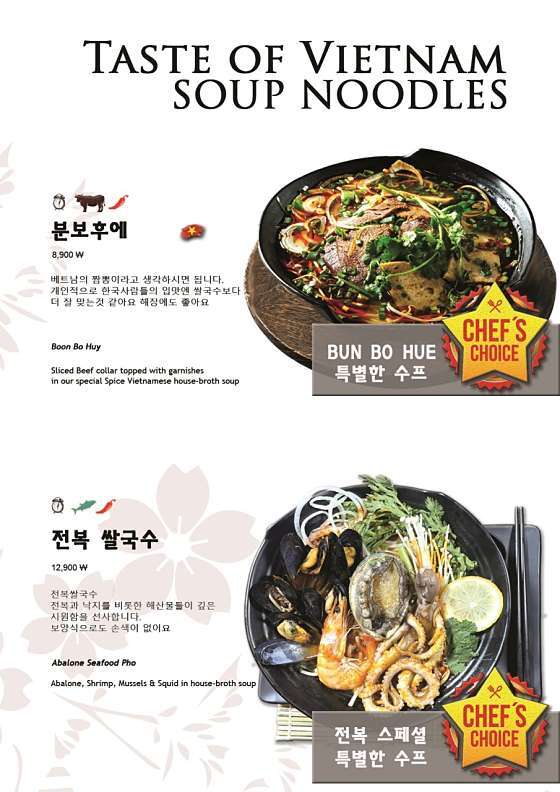 TASTE OF VIETNAM
SOUP NOODLES
분보후에
8,900 ₩
베트남의 짬뽕이라고 생각하시면 됩니다.
개인적으로 한국사람들의 입맛엔 쌀국수보다
더 잘 맞는것 같아요 해장에도 좋아요
Boon Bo Huy
Sliced Beef collar topped with garnishes
in our special Spice Vietnamese house-broth soup
BUN BO HUE
특별한 수프
CHEF'S
CHOICE
전복 쌀국수
12,900 ₩
전복쌀국수
전복과 낙지를 비롯한 해산물들이 깊은
시원함을 선사합니다.
보양식으로도 손색이 없어요
Abalone Seafood Pho
Abalone, Shrimp, Mussels & Squid in house-broth soup
전복 스페셜
특별한 수프
CHEF'S
CHOICE